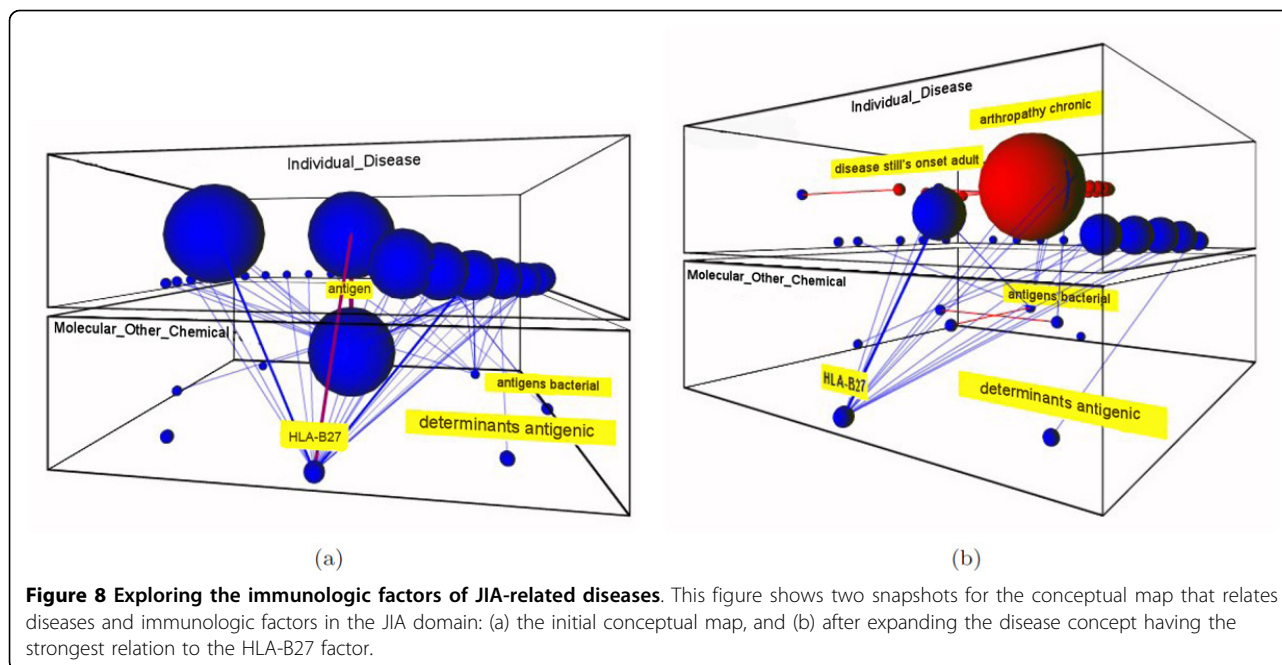 Individual_Disease
antigen
Molecular_Other_Chemical
antigens bacterial
determinants antigenic
HLA-B27
(a)
Individual_Disease
arthropathy chronic
disease still's onset adult
Molecular_Other_Chemical
antigens bacterial
HLA-B27
determinants antigenic
(b)
Figure 8 Exploring the immunologic factors of JIA-related diseases. This figure shows two snapshots for the conceptual map that relates
diseases and immunologic factors in the JIA domain: (a) the initial conceptual map, and (b) after expanding the disease concept having the
strongest relation to the HLA-B27 factor.